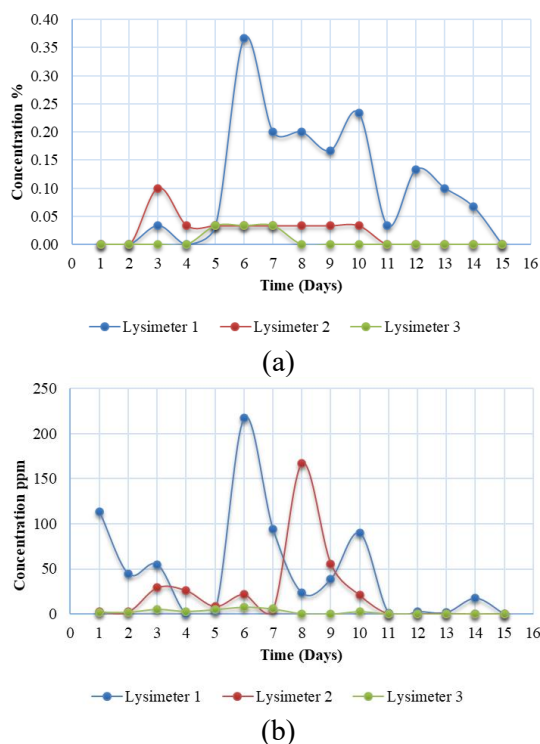 0.40
0.35
0.30
0.25
0.20
0.15
0.10
0.05
0.00
Concentration %
0 1 2 3 4 5 6 7 8 9 10 11 12 13 14 15 16
Time (Days)
Lysimeter 1 Lysimeter 2 Lysimeter 3
(a)
250
200
150
100
50
0
Concentration ppm
0 1 2 3 4 5 6 7 8 9 10 11 12 13 14 15 16
Time (Days)
Lysimeter 1 Lysimeter 2 Lysimeter 3
(b)